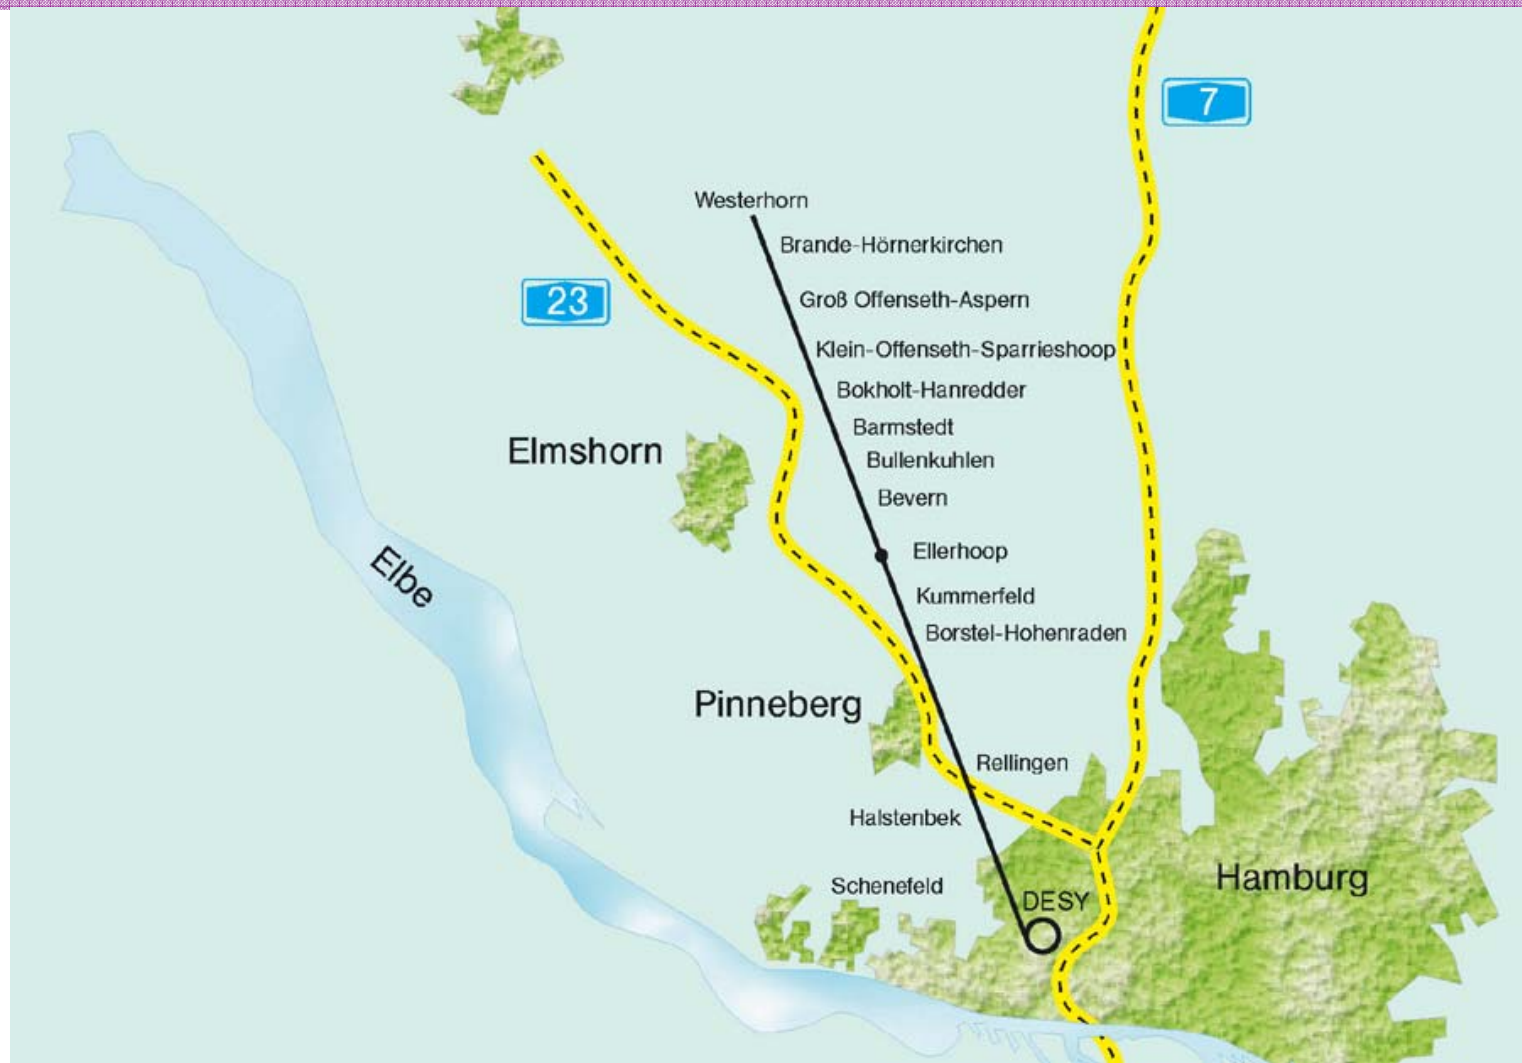 7
Westerhorn
Brande-Hörnerkirchen
23
Groß Offenseth-Aspern
Klein-Offenseth-Sparrieshoop
Bokholt-Hanredder
Barmstedt
Elmshorn
Bullenkuhlen
Bevern
Ellerhoop
Elbe
Kummerfeld
Borstel-Hohenraden
Pinneberg
Rellingen
Halstenbek
Hamburg
Schenefeld
DESY